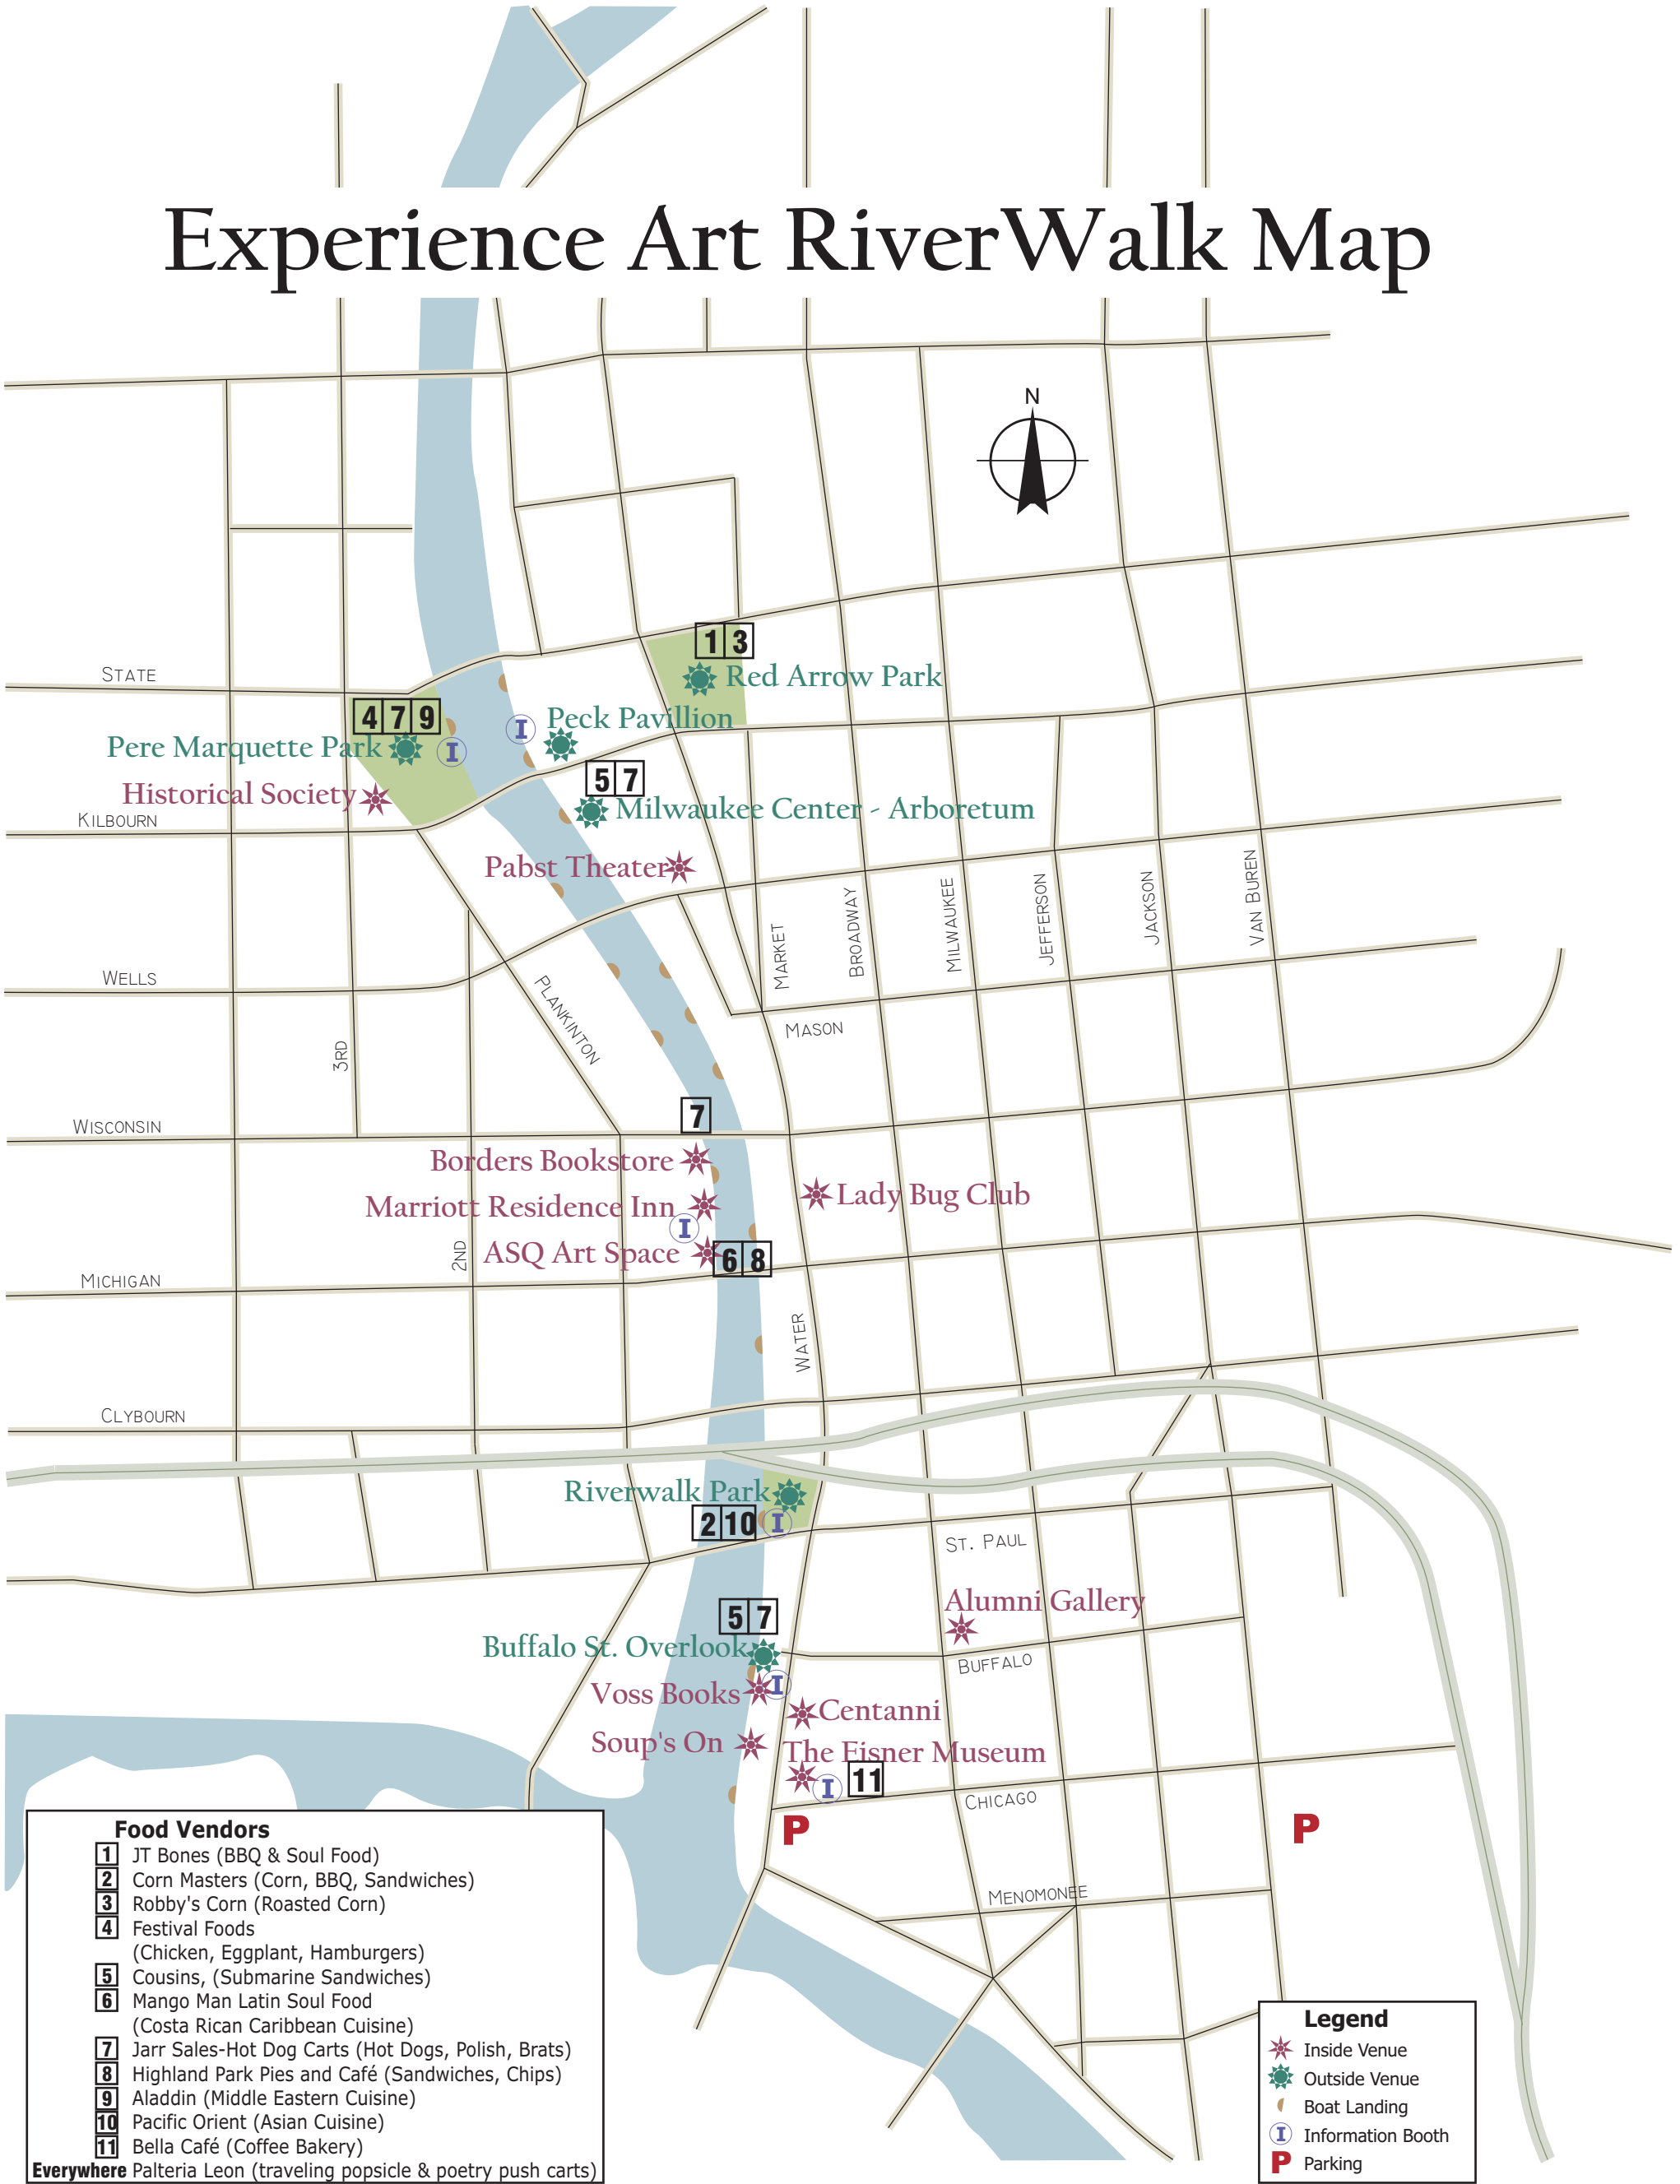 Experience Art RiverWalk Map
N
1 3
Red Arrow Park
STATE
4 7 9
Peck Pavillion
I
Pere Marquette Park
I
5 7
Historical Society
Milwaukee Center - Arboretum
KILBOURN
Pabst Theater
MARKET
BROADWAY
MILWAUKEE
JEFFERSON
JACKSON
VAN BUREN
WELLS
PLANKINTON
MASON
3RD
7
WISCONSIN
Borders Bookstore
Lady Bug Club
Marriott Residence Inn
I
2ND
ASQ Art Space
6 8
MICHIGAN
WATER
CLYBOURN
Riverwalk Park
2 10
I
ST. PAUL
Alumni Gallery
5 7
Buffalo St. Overlook
BUFFALO
Voss Books
I
Centanni
Soup's On
The Eisner Museum
I
11
CHICAGO
P
P
MENOMONEE
Food Vendors
1 JT Bones (BBQ & Soul Food)
2 Corn Masters (Corn, BBQ, Sandwiches)
3 Robby's Corn (Roasted Corn)
4 Festival Foods
(Chicken, Eggplant, Hamburgers)
5 Cousins, (Submarine Sandwiches)
6 Mango Man Latin Soul Food
(Costa Rican Caribbean Cuisine)
7 Jarr Sales-Hot Dog Carts (Hot Dogs, Polish, Brats)
8 Highland Park Pies and Café (Sandwiches, Chips)
9 Aladdin (Middle Eastern Cuisine)
10 Pacific Orient (Asian Cuisine)
11 Bella Café (Coffee Bakery)
Everywhere Palteria Leon (traveling popsicle & poetry push carts)
Legend
Inside Venue
Outside Venue
Boat Landing
I Information Booth
P Parking